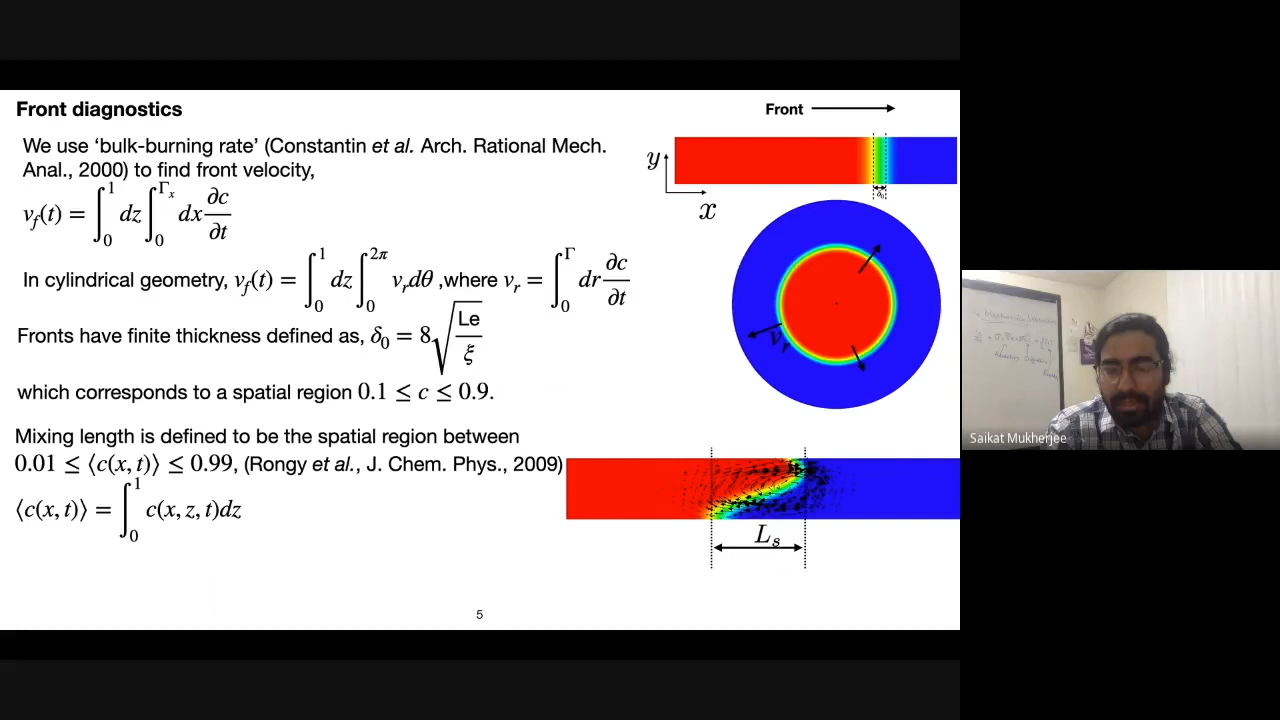 Front diagnostics
We use ‘bulk-burning rate’ (Constantin et al. Arch. Rational Mech.
Anal., 2000) to find front velocity,
v_f(t) = ∫_0^1 dz ∫_0^{Γ_x} dx ∂c/∂t
In cylindrical geometry, v_f(t) = ∫_0^1 dz ∫_0^{2π} v_r dθ ,where v_r = ∫_0^Γ dr ∂c/∂t
Fronts have finite thickness defined as, δ_0 = 8√(Le/ξ)
which corresponds to a spatial region 0.1 ≤ c ≤ 0.9.
Mixing length is defined to be the spatial region between
0.01 ≤ ⟨c(x, t)⟩ ≤ 0.99, (Rongy et al., J. Chem. Phys., 2009)
⟨c(x, t)⟩ = ∫_0^1 c(x, z, t)dz
Front
y
x
δ_0
v_r
L_s
5
Saikat Mukherjee